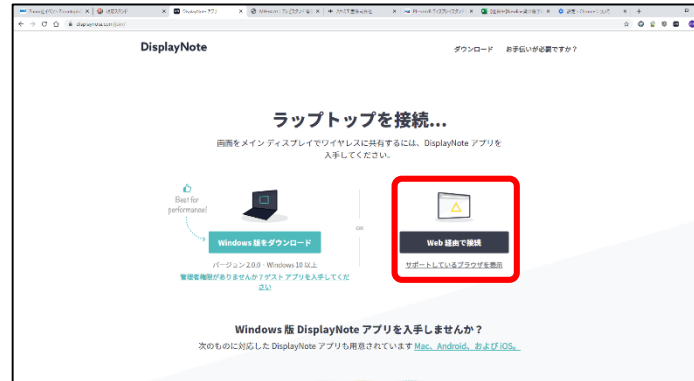 displaynote.com/join/
DisplayNote
ダウンロード お手伝いが必要ですか?
ラップトップを接続...
画面をメイン ディスプレイでワイヤレスに共有するには、DisplayNote アプリを
入手してください。
Best for
performance!
Windows 版をダウンロード
バージョン 2.0.0 - Windows 10 以上
管理者権限がありませんか？ゲスト アプリを入手してくだ
さい
OR
Web 経由で接続
サポートしているブラウザを表示
Windows 版 DisplayNote アプリを入手しませんか？
次のものに対応した DisplayNote アプリも用意されています Mac、Android、および iOS。